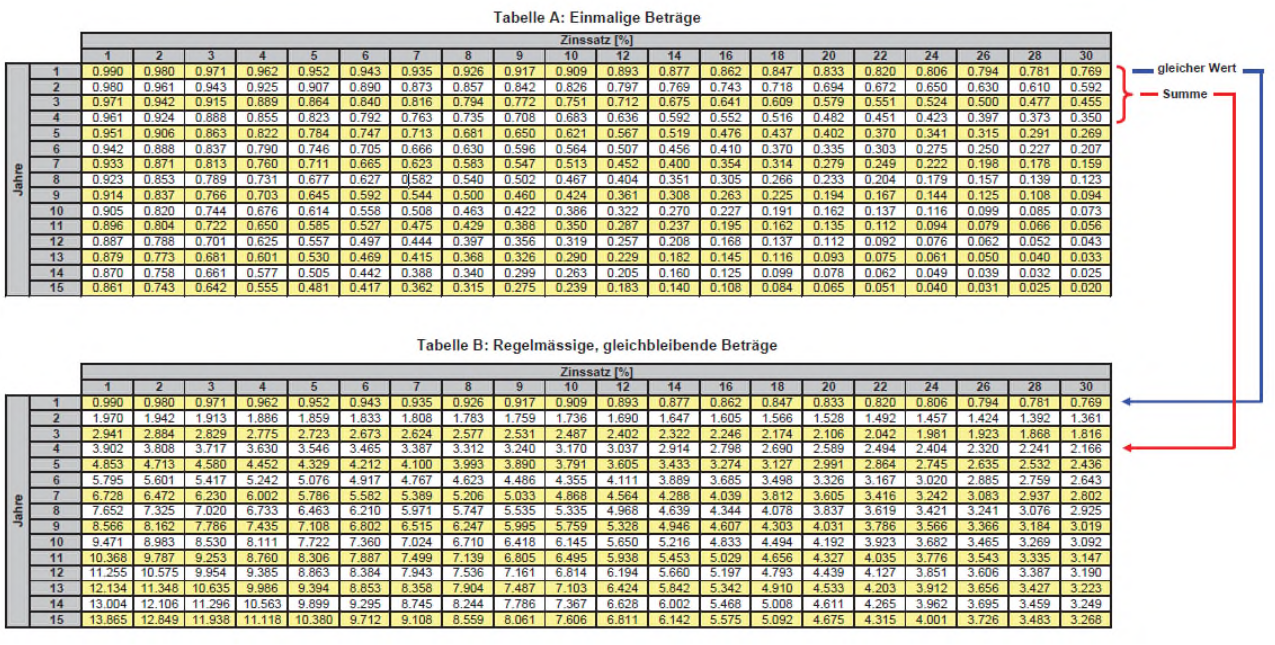 Tabelle A: Einmalige Beträge
Zinssatz [%]
1 2 3 4 5 6 7 8 9 10 12 14 16 18 20 22 24 26 28 30
Jahre
1 0.990 0.980 0.971 0.962 0.952 0.943 0.935 0.926 0.917 0.909 0.893 0.877 0.862 0.847 0.833 0.820 0.806 0.794 0.781 0.769
gleicher Wert
2 0.980 0.961 0.943 0.925 0.907 0.890 0.873 0.857 0.842 0.826 0.797 0.769 0.743 0.718 0.694 0.672 0.650 0.630 0.610 0.592
Summe
3 0.971 0.942 0.915 0.889 0.864 0.840 0.816 0.794 0.772 0.751 0.712 0.675 0.641 0.609 0.579 0.551 0.524 0.500 0.477 0.455
4 0.961 0.924 0.888 0.855 0.823 0.792 0.763 0.735 0.708 0.683 0.636 0.592 0.552 0.516 0.482 0.451 0.423 0.397 0.373 0.350
5 0.951 0.906 0.863 0.822 0.784 0.747 0.713 0.681 0.650 0.621 0.567 0.519 0.476 0.437 0.402 0.370 0.341 0.315 0.291 0.269
6 0.942 0.888 0.837 0.790 0.746 0.705 0.666 0.630 0.596 0.564 0.507 0.456 0.410 0.370 0.335 0.303 0.275 0.250 0.227 0.207
7 0.933 0.871 0.813 0.760 0.711 0.665 0.623 0.583 0.547 0.513 0.452 0.400 0.354 0.314 0.279 0.249 0.222 0.198 0.178 0.159
8 0.923 0.853 0.789 0.731 0.677 0.627 0.582 0.540 0.502 0.467 0.404 0.351 0.305 0.266 0.233 0.204 0.179 0.157 0.139 0.123
9 0.914 0.837 0.766 0.703 0.645 0.592 0.544 0.500 0.460 0.424 0.361 0.308 0.263 0.225 0.194 0.167 0.144 0.125 0.108 0.094
10 0.905 0.820 0.744 0.676 0.614 0.558 0.508 0.463 0.422 0.386 0.322 0.270 0.227 0.191 0.162 0.137 0.116 0.099 0.085 0.073
11 0.896 0.804 0.722 0.650 0.585 0.527 0.475 0.429 0.388 0.350 0.287 0.237 0.195 0.162 0.135 0.112 0.094 0.079 0.066 0.056
12 0.887 0.788 0.701 0.625 0.557 0.497 0.444 0.397 0.356 0.319 0.257 0.208 0.168 0.137 0.112 0.092 0.076 0.062 0.052 0.043
13 0.879 0.773 0.681 0.601 0.530 0.469 0.415 0.368 0.326 0.290 0.229 0.182 0.145 0.116 0.093 0.075 0.061 0.050 0.040 0.033
14 0.870 0.758 0.661 0.577 0.505 0.442 0.388 0.340 0.299 0.263 0.205 0.160 0.125 0.099 0.078 0.062 0.049 0.039 0.032 0.025
15 0.861 0.743 0.642 0.555 0.481 0.417 0.362 0.315 0.275 0.239 0.183 0.140 0.108 0.084 0.065 0.051 0.040 0.031 0.025 0.020
Tabelle B: Regelmässige, gleichbleibende Beträge
Zinssatz [%]
1 2 3 4 5 6 7 8 9 10 12 14 16 18 20 22 24 26 28 30
Jahre
1 0.990 0.980 0.971 0.962 0.952 0.943 0.935 0.926 0.917 0.909 0.893 0.877 0.862 0.847 0.833 0.820 0.806 0.794 0.781 0.769
2 1.970 1.942 1.913 1.886 1.859 1.833 1.808 1.783 1.759 1.736 1.690 1.647 1.605 1.566 1.528 1.492 1.457 1.424 1.392 1.361
3 2.941 2.884 2.829 2.775 2.723 2.673 2.624 2.577 2.531 2.487 2.402 2.322 2.246 2.174 2.106 2.042 1.981 1.923 1.868 1.816
4 3.902 3.808 3.717 3.630 3.546 3.465 3.387 3.312 3.240 3.170 3.037 2.914 2.798 2.690 2.589 2.494 2.404 2.320 2.241 2.166
5 4.853 4.713 4.580 4.452 4.329 4.212 4.100 3.993 3.890 3.791 3.605 3.433 3.274 3.127 2.991 2.864 2.745 2.635 2.532 2.436
6 5.795 5.601 5.417 5.242 5.076 4.917 4.767 4.623 4.486 4.355 4.111 3.889 3.685 3.498 3.326 3.167 3.020 2.885 2.759 2.643
7 6.728 6.472 6.230 6.002 5.786 5.582 5.389 5.206 5.033 4.868 4.564 4.288 4.039 3.812 3.605 3.416 3.242 3.083 2.937 2.802
8 7.652 7.325 7.020 6.733 6.463 6.210 5.971 5.747 5.535 5.335 4.968 4.639 4.344 4.078 3.837 3.619 3.421 3.241 3.076 2.925
9 8.566 8.162 7.786 7.435 7.108 6.802 6.515 6.247 5.995 5.759 5.328 4.946 4.607 4.303 4.031 3.786 3.566 3.366 3.184 3.019
10 9.471 8.983 8.530 8.111 7.722 7.360 7.024 6.710 6.418 6.145 5.650 5.216 4.833 4.494 4.192 3.923 3.682 3.465 3.269 3.092
11 10.368 9.787 9.253 8.760 8.306 7.887 7.499 7.139 6.805 6.495 5.938 5.453 5.029 4.656 4.327 4.035 3.776 3.543 3.335 3.147
12 11.255 10.575 9.954 9.385 8.863 8.384 7.943 7.536 7.161 6.814 6.194 5.660 5.197 4.793 4.439 4.127 3.851 3.606 3.387 3.190
13 12.134 11.348 10.635 9.986 9.394 8.853 8.358 7.904 7.487 7.103 6.424 5.842 5.342 4.910 4.533 4.203 3.912 3.656 3.427 3.223
14 13.004 12.106 11.296 10.563 9.899 9.295 8.745 8.244 7.786 7.367 6.628 6.002 5.468 5.008 4.611 4.265 3.962 3.695 3.459 3.249
15 13.865 12.849 11.938 11.118 10.380 9.712 9.108 8.559 8.061 7.606 6.811 6.142 5.575 5.092 4.675 4.315 4.001 3.726 3.483 3.268